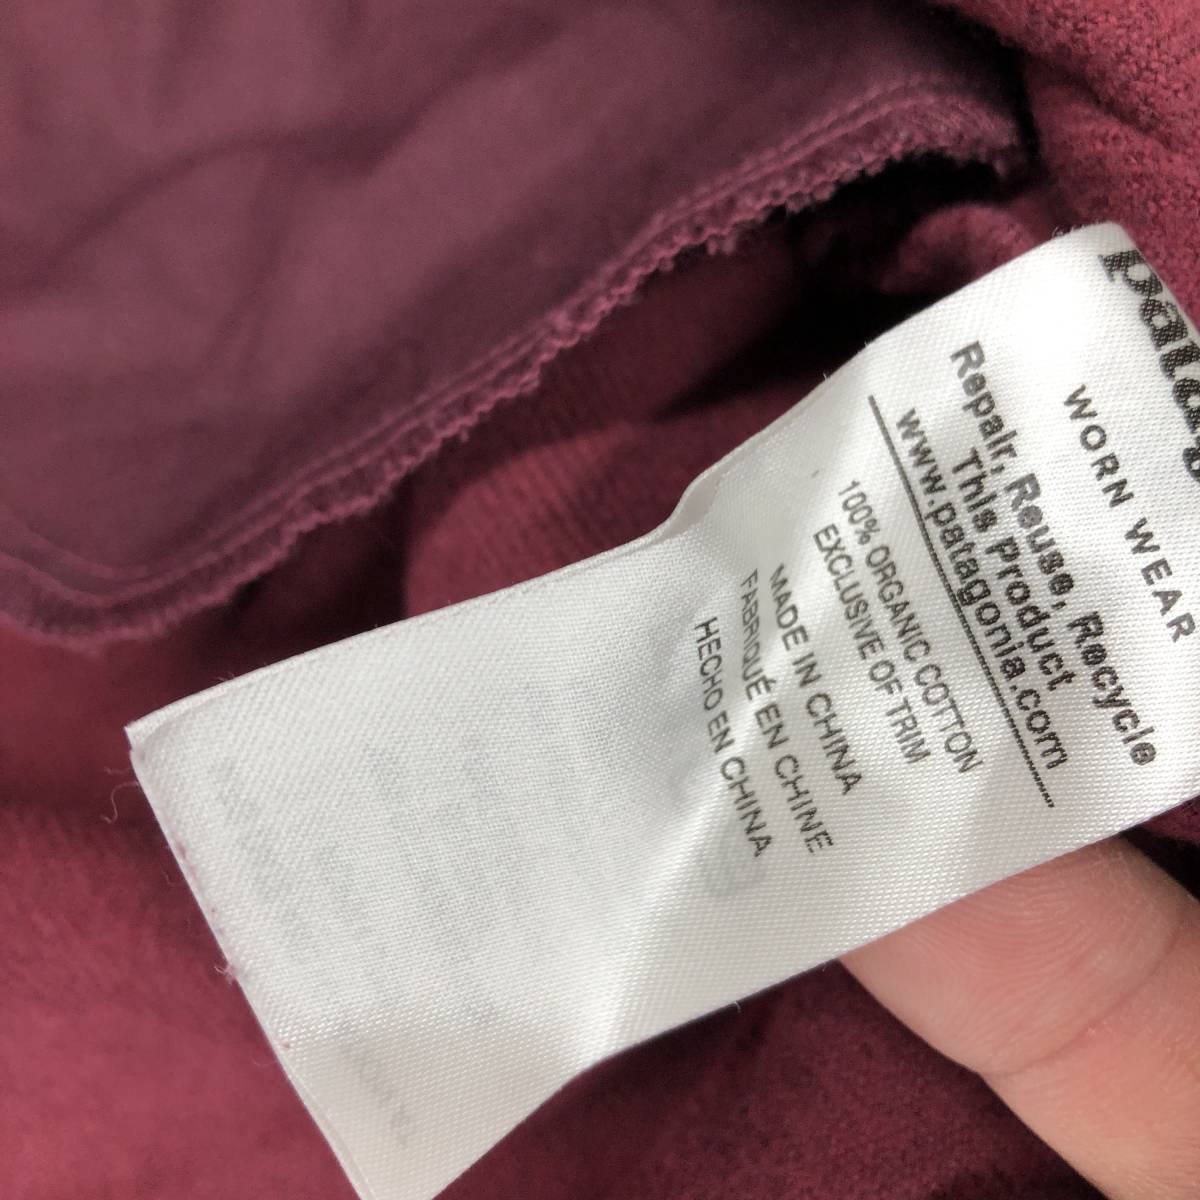 WORN WEAR
Repair, Reuse, Recycle
This Product
www.patagonia.com
100% ORGANIC COTTON
EXCLUSIVE OF TRIM
MADE IN CHINA
FABRIQUÉ EN CHINE
HECHO EN CHINA